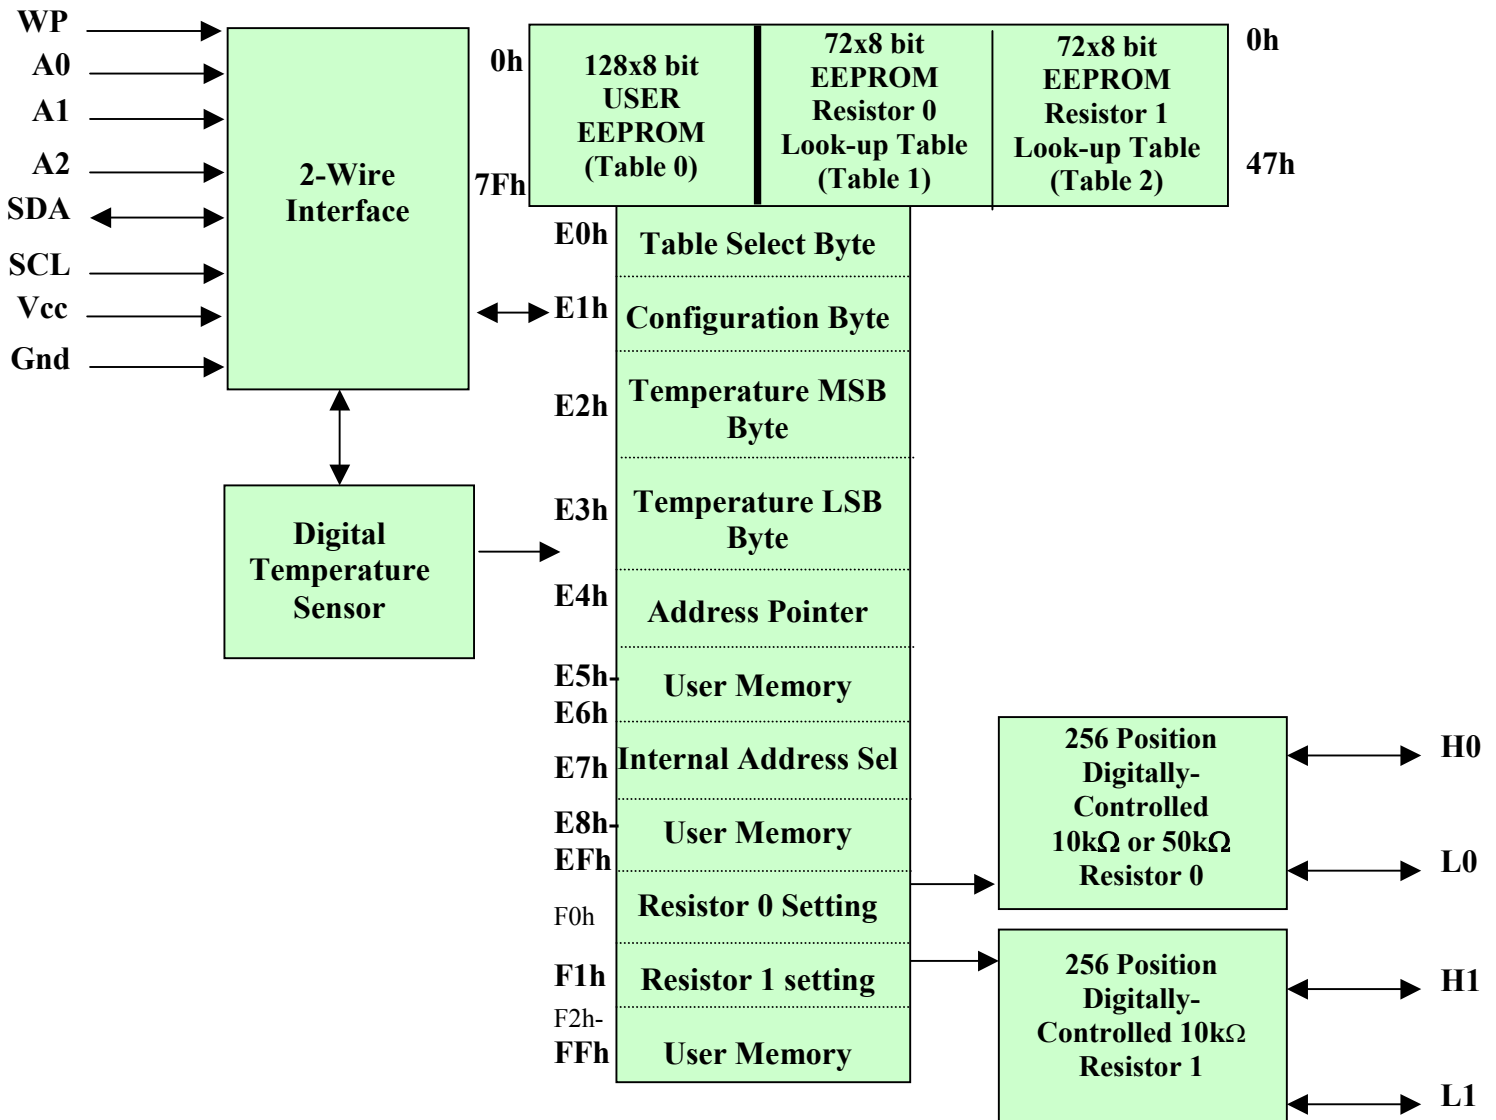 WP
A0
A1
A2
SDA
SCL
Vcc
Gnd
2-Wire
Interface
Digital
Temperature
Sensor
0h
7Fh
128x8 bit
USER
EEPROM
(Table 0)
72x8 bit
EEPROM
Resistor 0
Look-up Table
(Table 1)
72x8 bit
EEPROM
Resistor 1
Look-up Table
(Table 2)
0h
47h
E0h
Table Select Byte
E1h
Configuration Byte
E2h
Temperature MSB
Byte
E3h
Temperature LSB
Byte
E4h
Address Pointer
E5h-
E6h
User Memory
E7h
Internal Address Sel
E8h-
EFh
User Memory
F0h
Resistor 0 Setting
F1h
Resistor 1 setting
F2h-
FFh
User Memory
256 Position
Digitally-
Controlled
10kΩ or 50kΩ
Resistor 0
H0
L0
256 Position
Digitally-
Controlled 10kΩ
Resistor 1
H1
L1